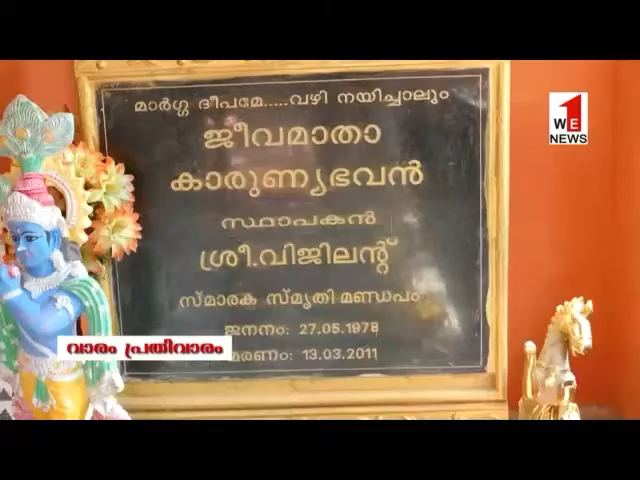 മാർഗ്ഗ ദീപമേ.....വഴി നയിച്ചാലും
ജീവമാതാ
കാരുണ്യഭവൻ
സ്ഥാപകൻ
ശ്രീ.വിജിലന്റ്
സ്മാരക സ്മൃതി മണ്ഡപം
ജനനം: 27.05.1978
മരണം: 13.03.2011
വാരം പ്രതിവാരം
1
WE
NEWS